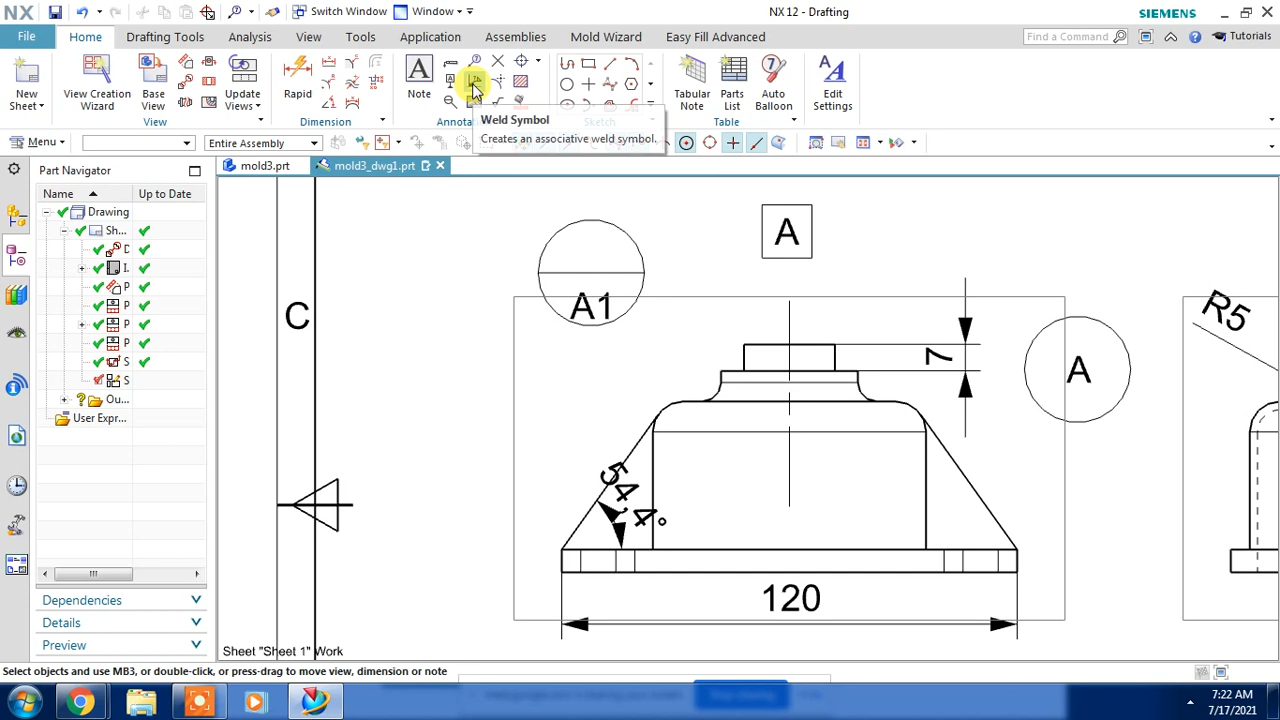 NX
Switch Window
Window
NX 12 - Drafting
SIEMENS
File
Home
Drafting Tools
Analysis
View
Tools
Application
Assemblies
Mold Wizard
Easy Fill Advanced
Find a Command
Tutorials
New
Sheet
View Creation
Wizard
Base
View
Update
Views
Rapid
A
Note
Tabular
Note
Parts
List
Auto
Balloon
Edit
Settings
View
Dimension
Sketch
Table
Weld Symbol
Creates an associative weld symbol.
Menu
Entire Assembly
Part Navigator
mold3.prt
mold3_dwg1.prt
Name
Up to Date
Drawing
Sh...
D
I.
P
P
P
P
S
S
Ou...
User Expr...
Dependencies
Details
Preview
C
A
A1
7
A
R5
54,4°
120
Sheet "Sheet 1" Work
Select objects and use MB3, or double-click, or press-drag to move view, dimension or note
7:22 AM
7/17/2021